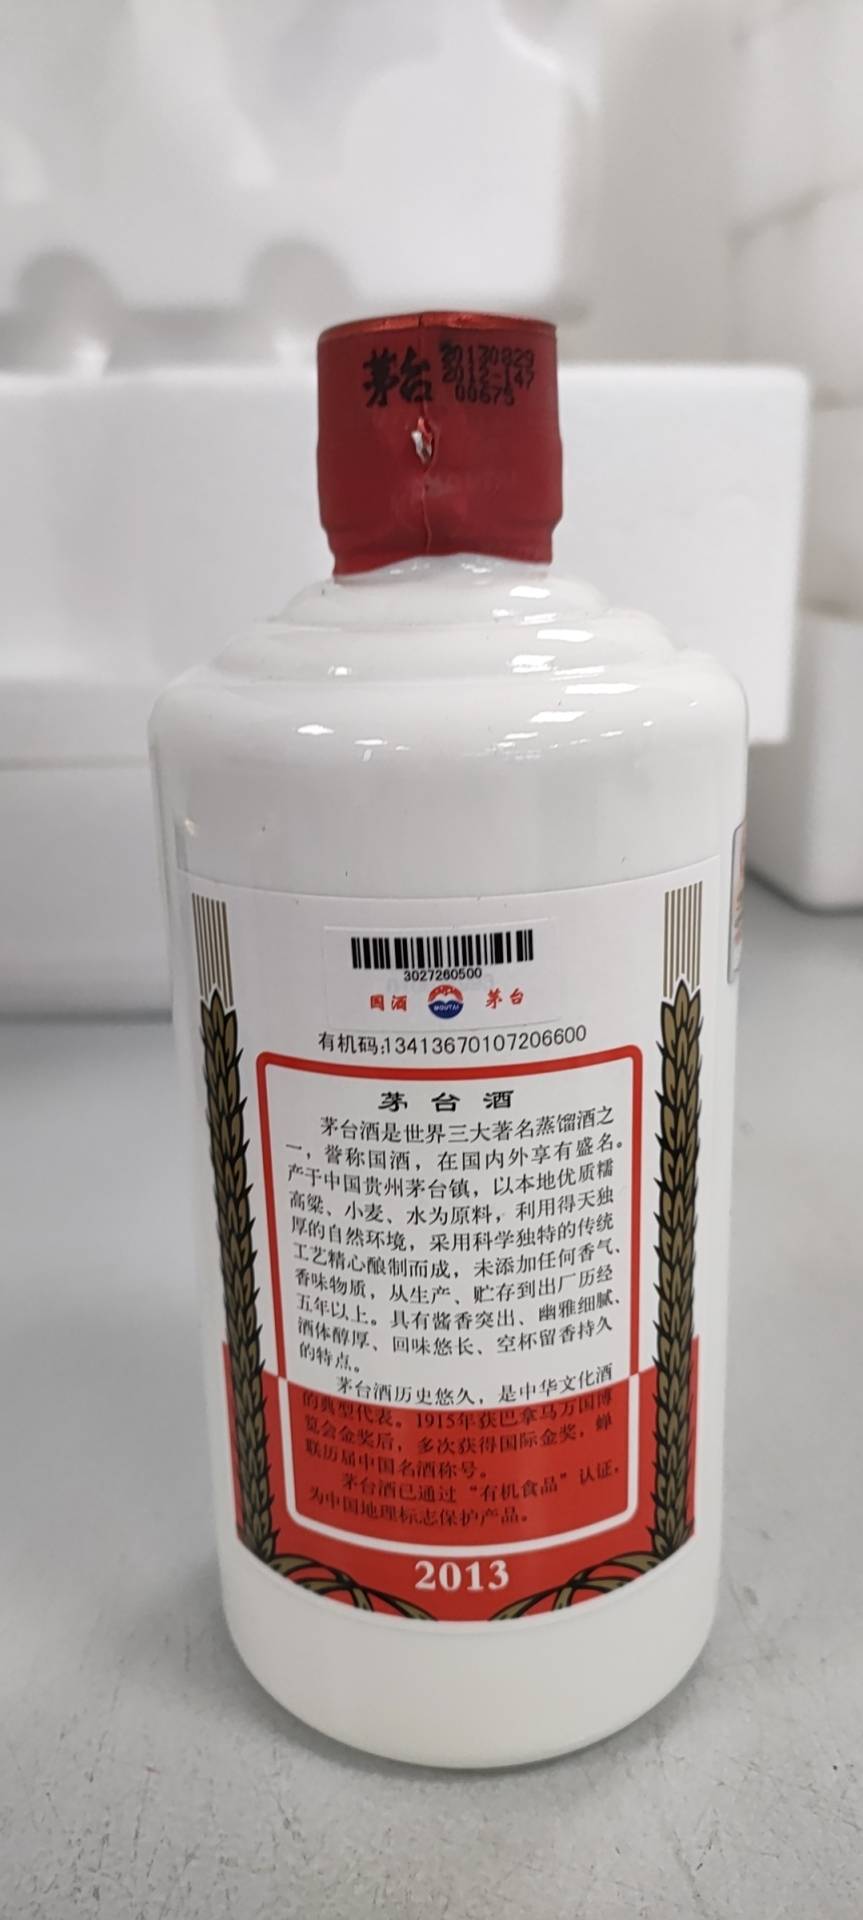 茅台
20130829
2012-147
00675
3027260500
国酒 MOUTAI 茅台
有机码:13413670107206600
茅台酒
茅台酒是世界三大著名蒸馏酒之
一，誉称国酒，在国内外享有盛名。
产于中国贵州茅台镇，以本地优质糯
高粱、小麦、水为原料，利用得天独
厚的自然环境，采用科学独特的传统
工艺精心酿制而成，未添加任何香气、
香味物质，从生产、贮存到出厂历经
五年以上。具有酱香突出、幽雅细腻、
酒体醇厚、回味悠长、空杯留香持久
的特点。
茅台酒历史悠久，是中华文化酒
的典型代表。1915年获巴拿马万国博
览会金奖后，多次获得国际金奖，蝉
联历届中国名酒称号。
茅台酒已通过“有机食品”认证，
为中国地理标志保护产品。
2013